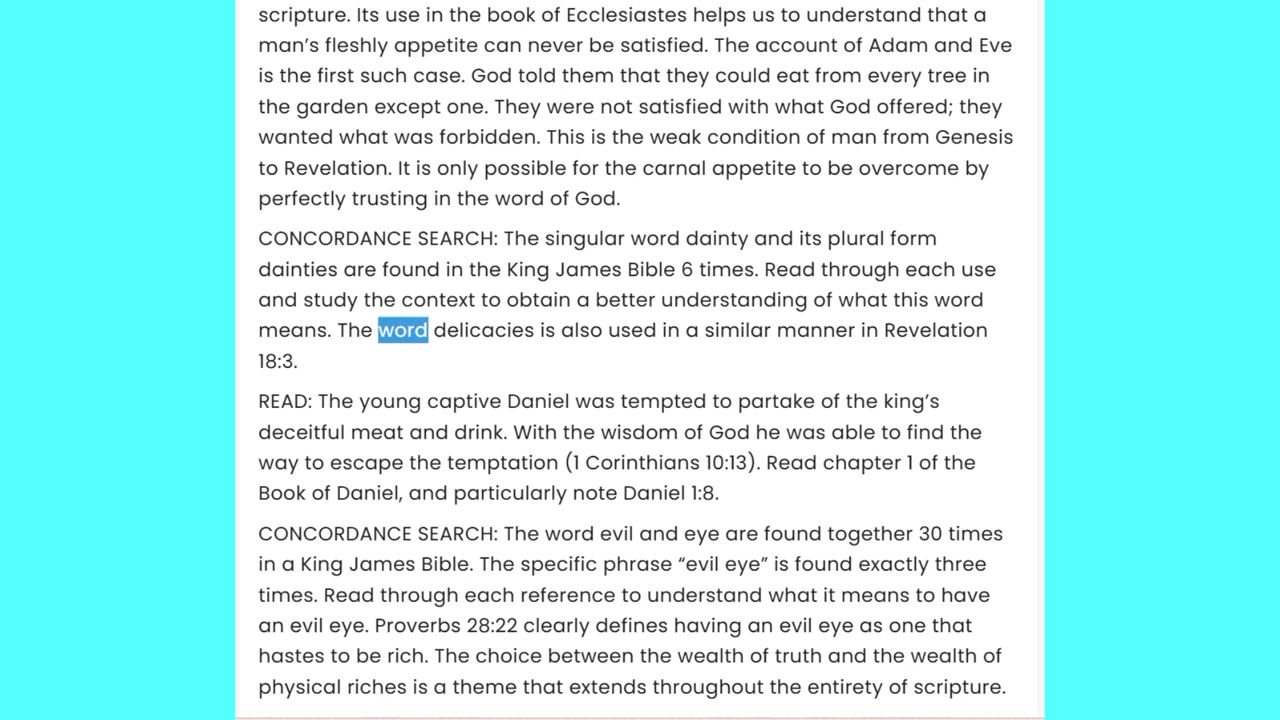 scripture. Its use in the book of Ecclesiastes helps us to understand that a
man’s fleshly appetite can never be satisfied. The account of Adam and Eve
is the first such case. God told them that they could eat from every tree in
the garden except one. They were not satisfied with what God offered; they
wanted what was forbidden. This is the weak condition of man from Genesis
to Revelation. It is only possible for the carnal appetite to be overcome by
perfectly trusting in the word of God.
CONCORDANCE SEARCH: The singular word dainty and its plural form
dainties are found in the King James Bible 6 times. Read through each use
and study the context to obtain a better understanding of what this word
means. The word delicacies is also used in a similar manner in Revelation
18:3.
READ: The young captive Daniel was tempted to partake of the king’s
deceitful meat and drink. With the wisdom of God he was able to find the
way to escape the temptation (1 Corinthians 10:13). Read chapter 1 of the
Book of Daniel, and particularly note Daniel 1:8.
CONCORDANCE SEARCH: The word evil and eye are found together 30 times
in a King James Bible. The specific phrase “evil eye” is found exactly three
times. Read through each reference to understand what it means to have
an evil eye. Proverbs 28:22 clearly defines having an evil eye as one that
hastes to be rich. The choice between the wealth of truth and the wealth of
physical riches is a theme that extends throughout the entirety of scripture.